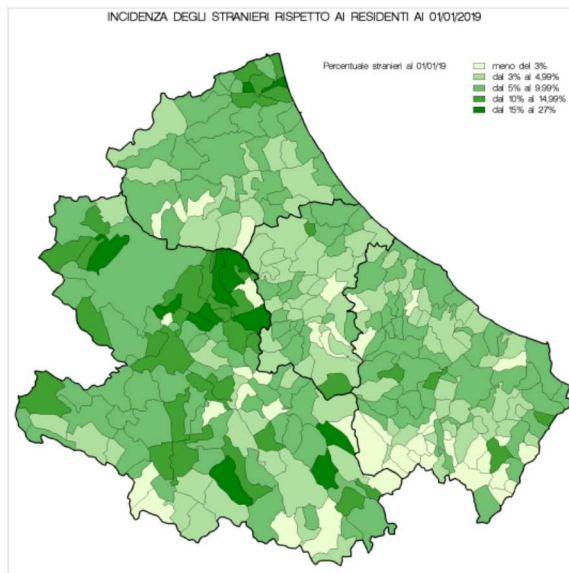 INCIDENZA DEGLI STRANIERI RISPETTO AI RESIDENTI AI 01/01/2019
Percentuale stranieri al 01/01/19
meno del 3%
dal 3% al 4,99%
dal 5% al 9,99%
dal 10% al 14,99%
dal 15% al 27%